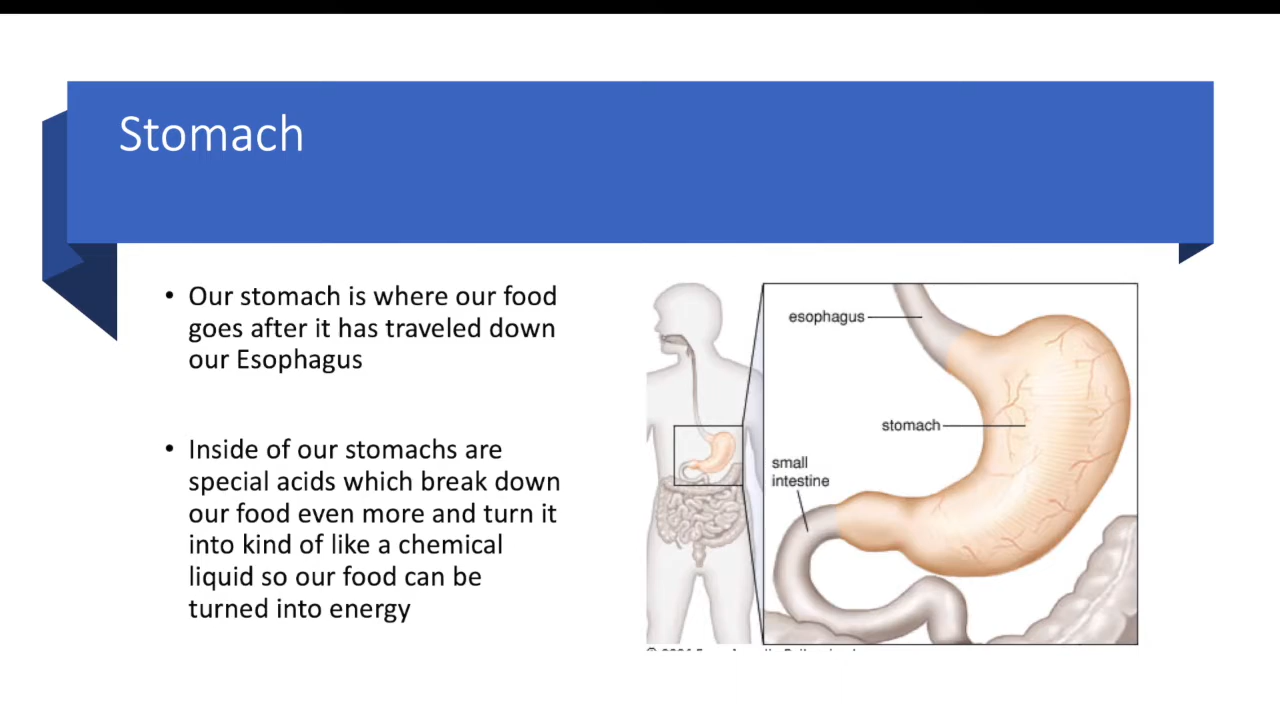 Stomach
• Our stomach is where our food
goes after it has traveled down
our Esophagus
• Inside of our stomachs are
special acids which break down
our food even more and turn it
into kind of like a chemical
liquid so our food can be
turned into energy
esophagus
stomach
small
intestine